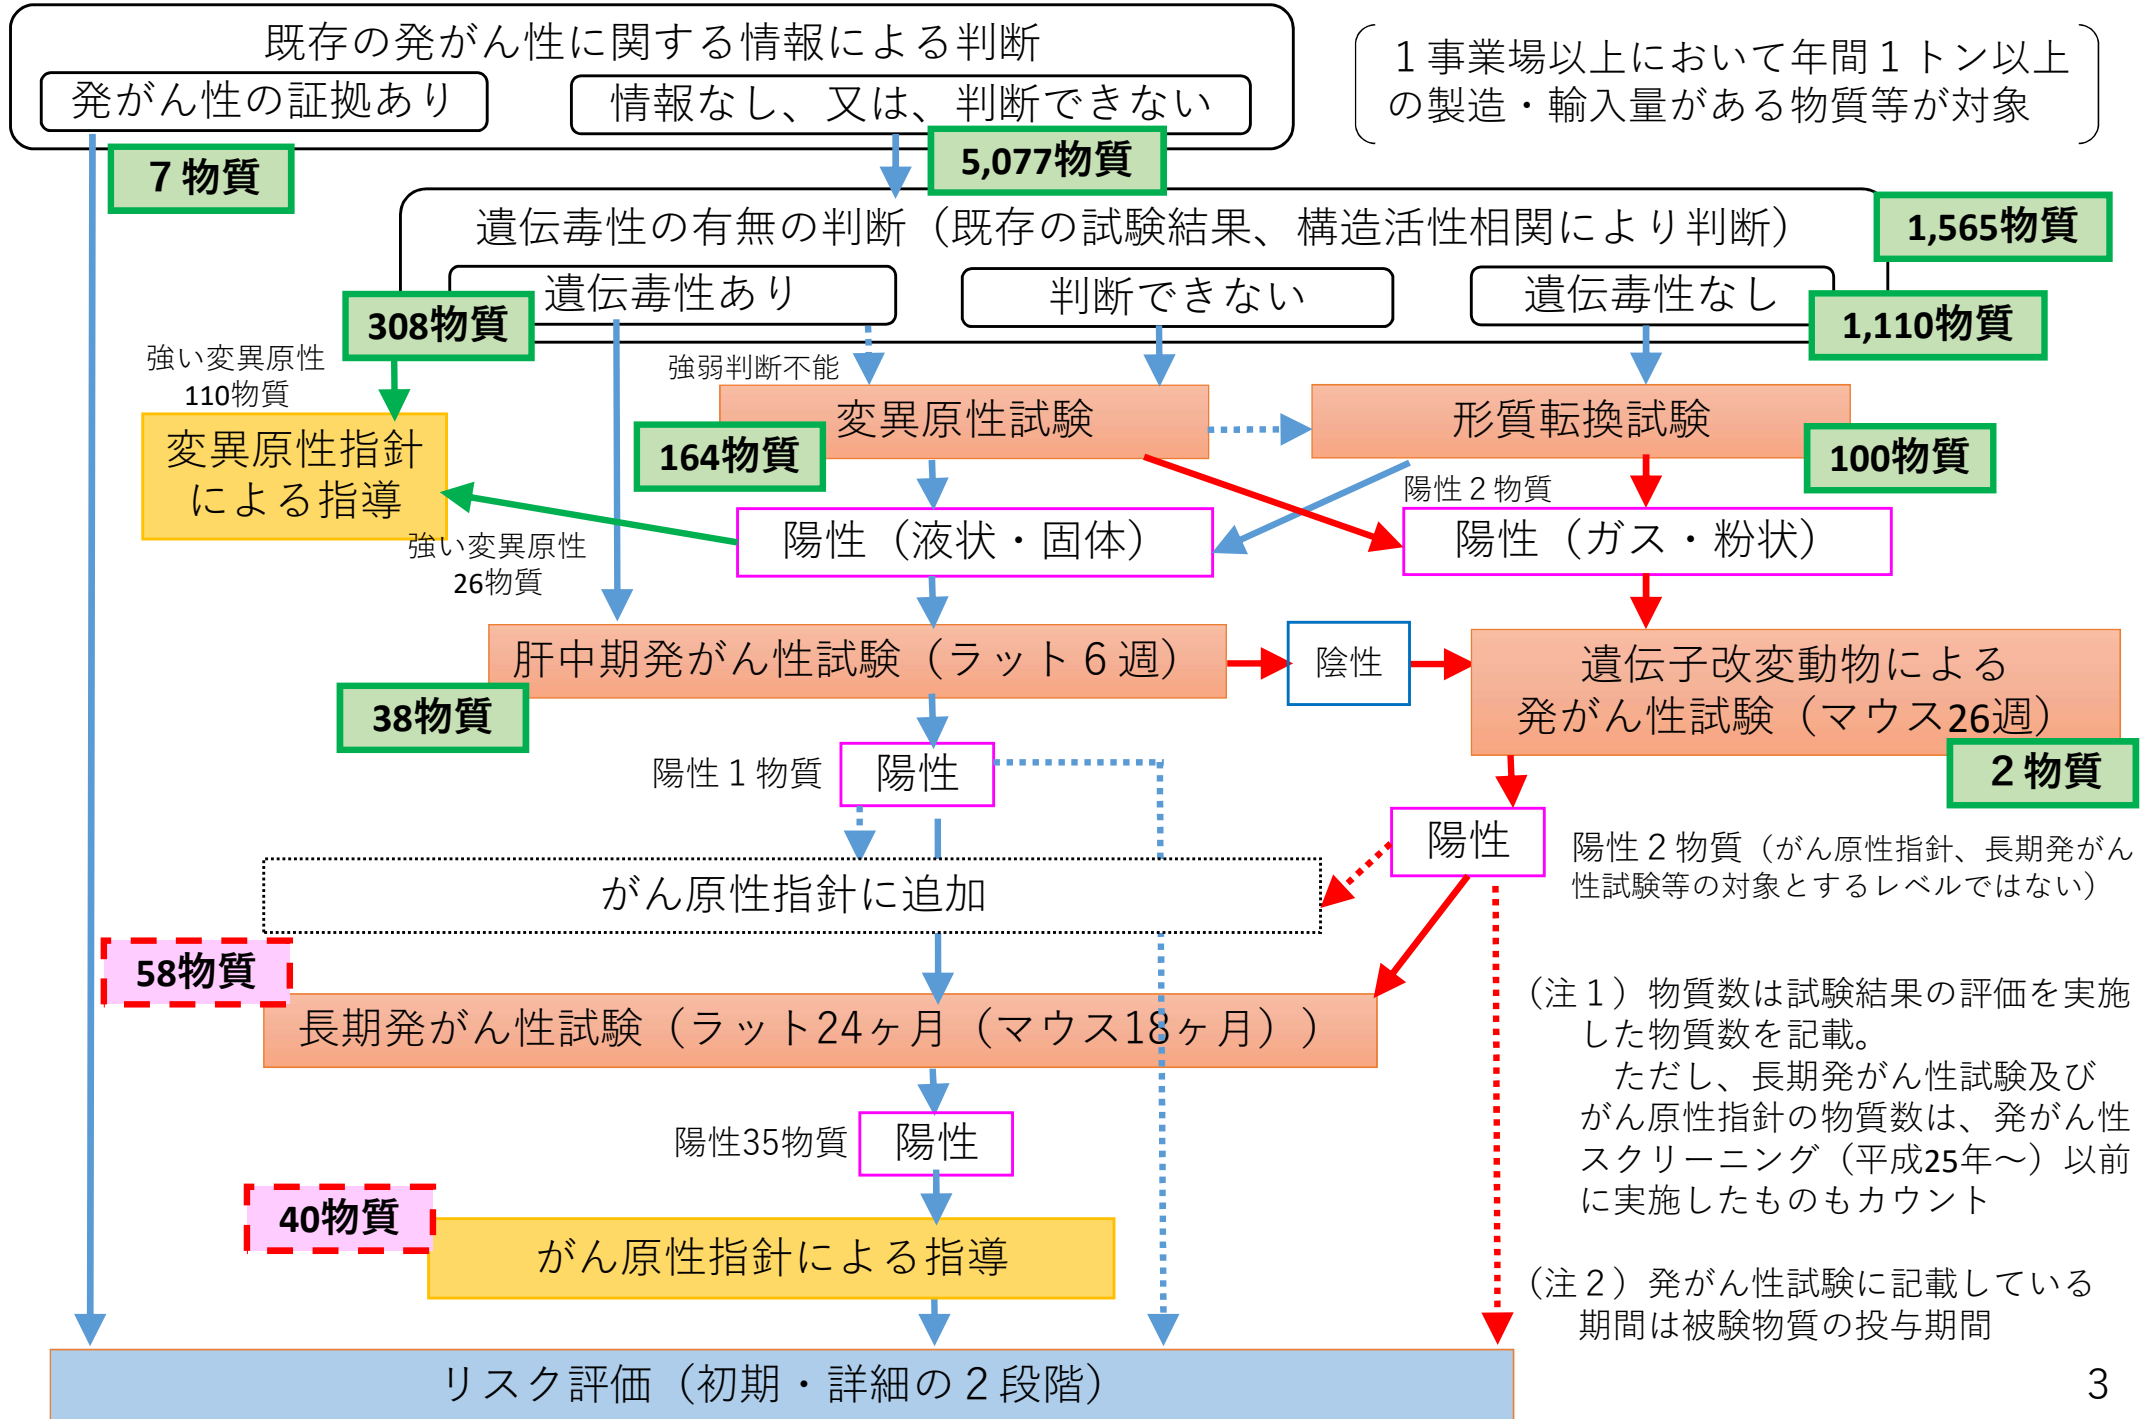 既存の発がん性に関する情報による判断
発がん性の証拠あり
情報なし、又は、判断できない
１事業場以上において年間１トン以上
の製造・輸入量がある物質等が対象
７物質
5,077物質
遺伝毒性の有無の判断（既存の試験結果、構造活性相関により判断）
1,565物質
遺伝毒性あり
判断できない
遺伝毒性なし
308物質
1,110物質
強い変異原性
110物質
強弱判断不能
変異原性試験
形質転換試験
164物質
100物質
変異原性指針
による指導
陽性２物質
陽性（液状・固体）
陽性（ガス・粉状）
強い変異原性
26物質
肝中期発がん性試験（ラット６週）
陰性
遺伝子改変動物による
発がん性試験（マウス26週）
38物質
２物質
陽性１物質
陽性
陽性
陽性２物質（がん原性指針、長期発がん
性試験等の対象とするレベルではない）
がん原性指針に追加
58物質
長期発がん性試験（ラット24ヶ月（マウス18ヶ月））
（注１）物質数は試験結果の評価を実施
した物質数を記載。
ただし、長期発がん性試験及び
がん原性指針の物質数は、発がん性
スクリーニング（平成25年～）以前
に実施したものもカウント
陽性35物質
陽性
40物質
がん原性指針による指導
（注２）発がん性試験に記載している
期間は被験物質の投与期間
リスク評価（初期・詳細の２段階）
3